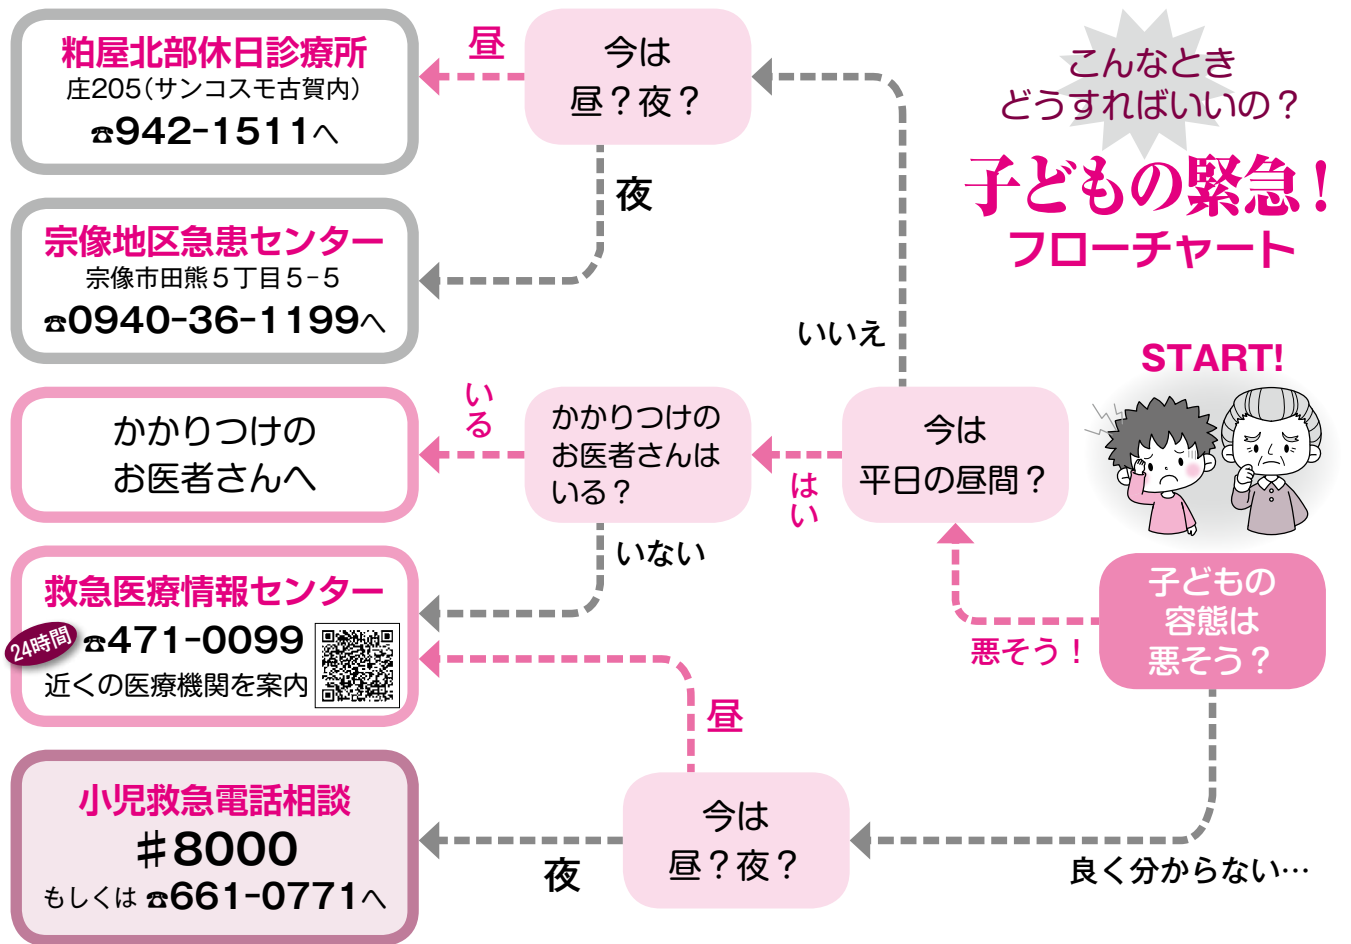 こんなとき
どうすればいいの？
子どもの緊急！
フローチャート
START!
子どもの
容態は
悪そう？
悪そう！
良く分からない…
今は
平日の昼間？
はい
いいえ
かかりつけの
お医者さんは
いる？
いる
いない
今は
昼？夜？
昼
夜
今は
昼？夜？
昼
夜
粕屋北部休日診療所
庄205（サンコスモ古賀内）
☎942-1511へ
宗像地区急患センター
宗像市田熊５丁目５-５
☎0940-36-1199へ
かかりつけの
お医者さんへ
救急医療情報センター
24時間
☎471-0099
近くの医療機関を案内
小児救急電話相談
＃8000
もしくは ☎661-0771へ